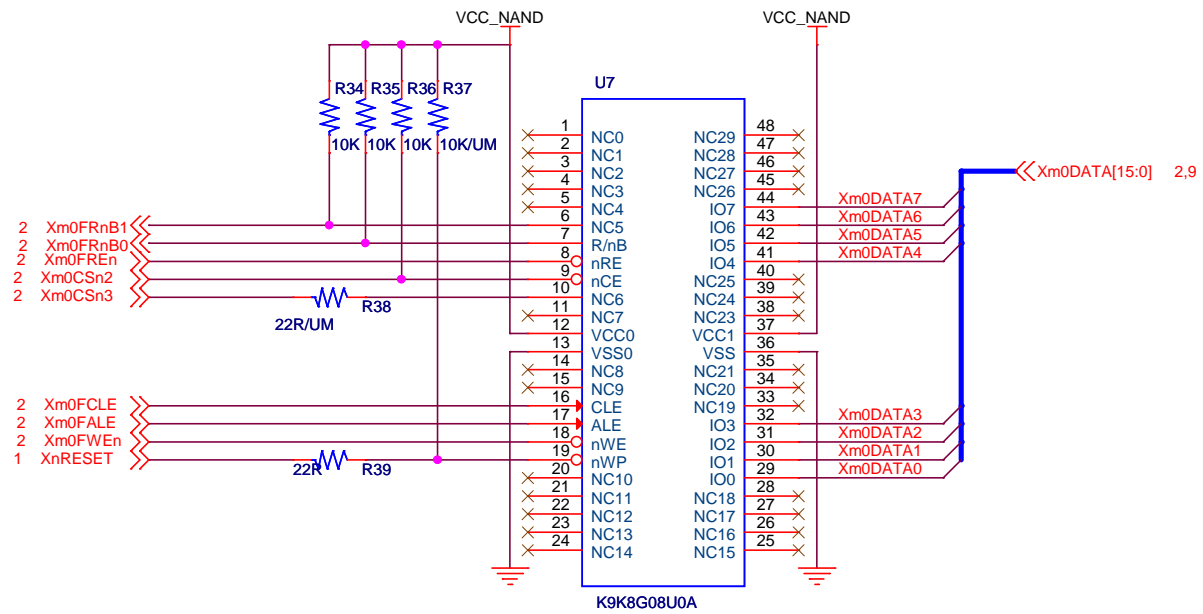 VCC_NAND VCC_NAND
U7
R34 R35 R36 R37
10K 10K 10K 10K/UM
1 NC0 NC29 48
2 NC1 NC28 47
3 NC2 NC27 46
4 NC3 NC26 45
Xm0DATA[15:0] 2,9
5 NC4 IO7 44 Xm0DATA7
2 Xm0FRnB1 6 NC5 IO6 43 Xm0DATA6
2 Xm0FRnB0 7 R/nB IO5 42 Xm0DATA5
2 Xm0FREn 8 nRE IO4 41 Xm0DATA4
2 Xm0CSn2 9 nCE NC25 40
2 Xm0CSn3 R38 10 NC6 NC24 39
22R/UM 11 NC7 NC23 38
12 VCC0 VCC1 37
13 VSS0 VSS 36
14 NC8 NC21 35
15 NC9 NC20 34
2 Xm0FCLE 16 CLE NC19 33
2 Xm0FALE 17 ALE IO3 32 Xm0DATA3
2 Xm0FWEn 18 nWE IO2 31 Xm0DATA2
1 XnRESET 22R R39 19 nWP IO1 30 Xm0DATA1
20 NC10 IO0 29 Xm0DATA0
21 NC11 NC18 28
22 NC12 NC17 27
23 NC13 NC16 26
24 NC14 NC15 25
K9K8G08U0A